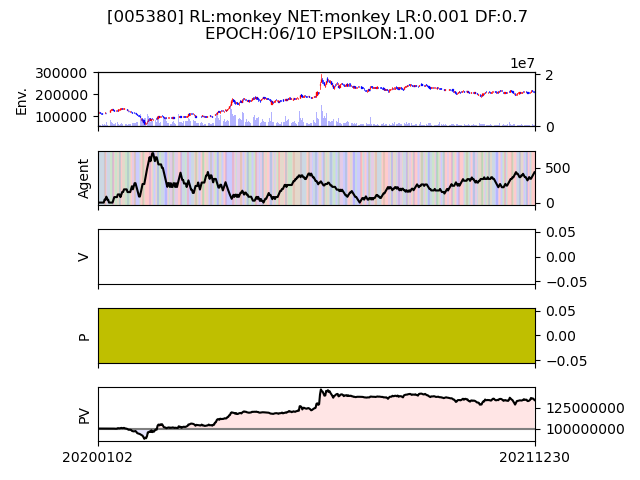 [005380] RL:monkey NET:monkey LR:0.001 DF:0.7
EPOCH:06/10 EPSILON:1.00
1e7
300000
200000
100000
Env.
2
0
Agent
500
0
V
0.05
0.00
−0.05
P
0.05
0.00
−0.05
PV
125000000
100000000
20200102
20211230